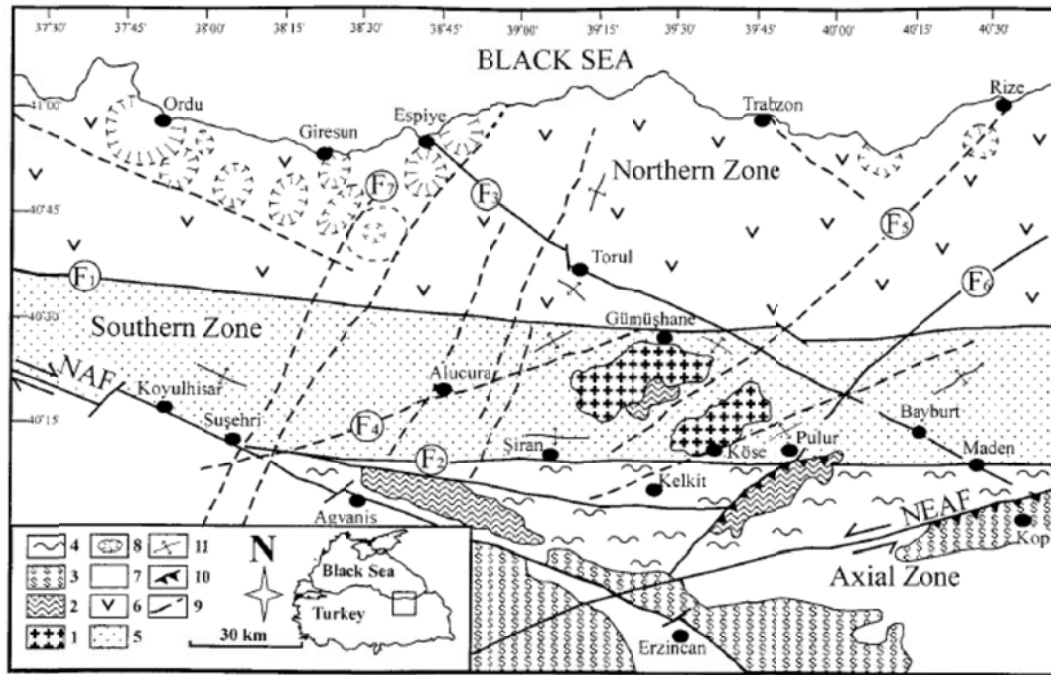 37°30' 37°45' 38°00' 38°20' 38°45' 39°00' 39°15' 39°30' 39°45' 40°00' 40°15' 40°30'
BLACK SEA
41°00'
Ordu
Giresun
Espiye
Trabzon
Rize
Northern Zone
F7
F3
F5
40°45'
Torul
F1
F6
40°30'
Southern Zone
Gümüşhane
NAF
Koyulhisar
Alucura
Bayburt
40°15'
Suşehri
F4
F2
Şiran
Köse
Pulur
Maden
Kelkit
Agvanis
NEAF
Kop
Axial Zone
Erzincan
4 8 11
3 7 10
2 6 9
1 5
N
30 km
Black Sea
Turkey